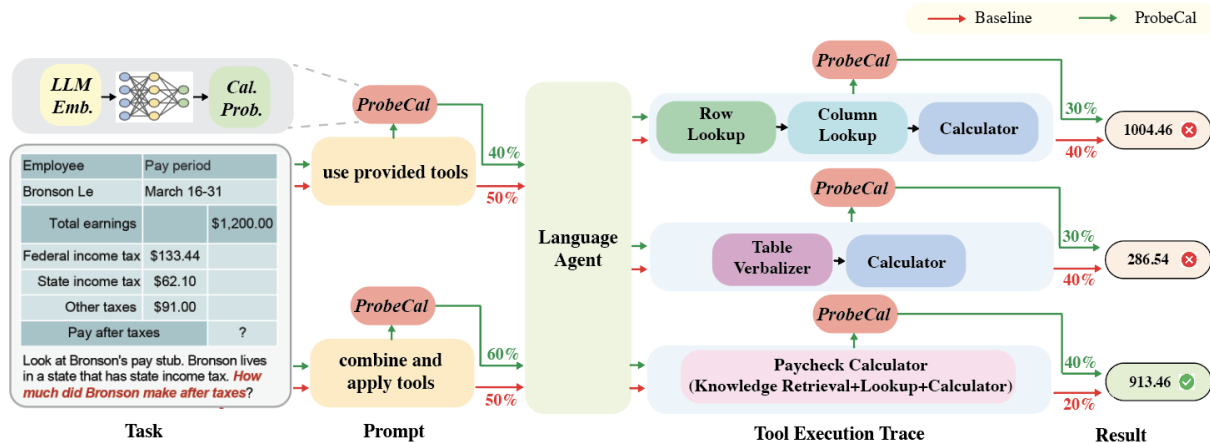 Baseline
ProbeCal
LLM
Emb.
Cal.
Prob.
ProbeCal
use provided tools
40%
50%
Employee
Pay period
Bronson Le
March 16-31
Total earnings
$1,200.00
Federal income tax
$133.44
State income tax
$62.10
Other taxes
$91.00
Pay after taxes
?
Look at Bronson's pay stub. Bronson lives
in a state that has state income tax. How
much did Bronson make after taxes?
ProbeCal
combine and
apply tools
60%
50%
Language
Agent
ProbeCal
Row
Lookup
Column
Lookup
Calculator
30%
40%
1004.46
ProbeCal
Table
Verbalizer
Calculator
30%
40%
286.54
ProbeCal
Paycheck Calculator
(Knowledge Retrieval+Lookup+Calculator)
40%
20%
913.46
Task
Prompt
Tool Execution Trace
Result